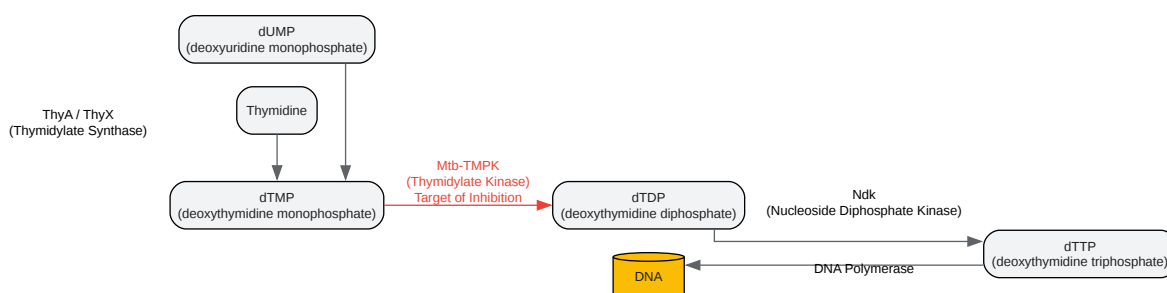 dUMP
(deoxyuridine monophosphate)
Thymidine
ThyA / ThyX
(Thymidylate Synthase)
dTMP
(deoxythymidine monophosphate)
Mtb-TMPK
(Thymidylate Kinase)
Target of Inhibition
dTDP
(deoxythymidine diphosphate)
Ndk
(Nucleoside Diphosphate Kinase)
dTTP
(deoxythymidine triphosphate)
DNA Polymerase
DNA